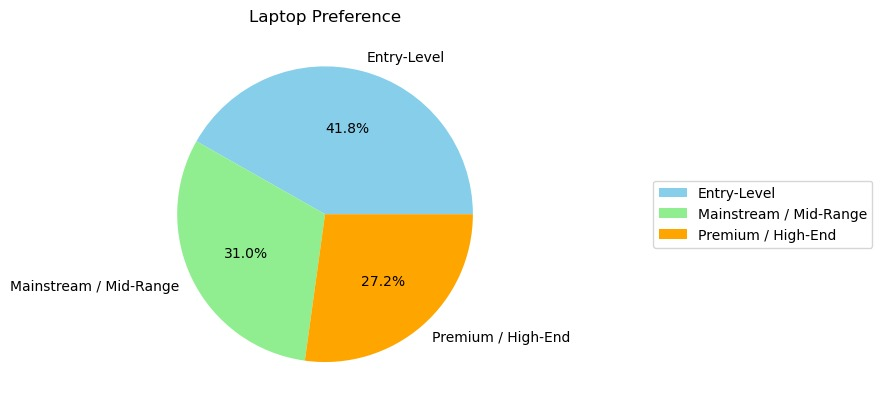 Laptop Preference
Entry-Level
41.8%
31.0%
27.2%
Mainstream / Mid-Range
Premium / High-End
Entry-Level
Mainstream / Mid-Range
Premium / High-End